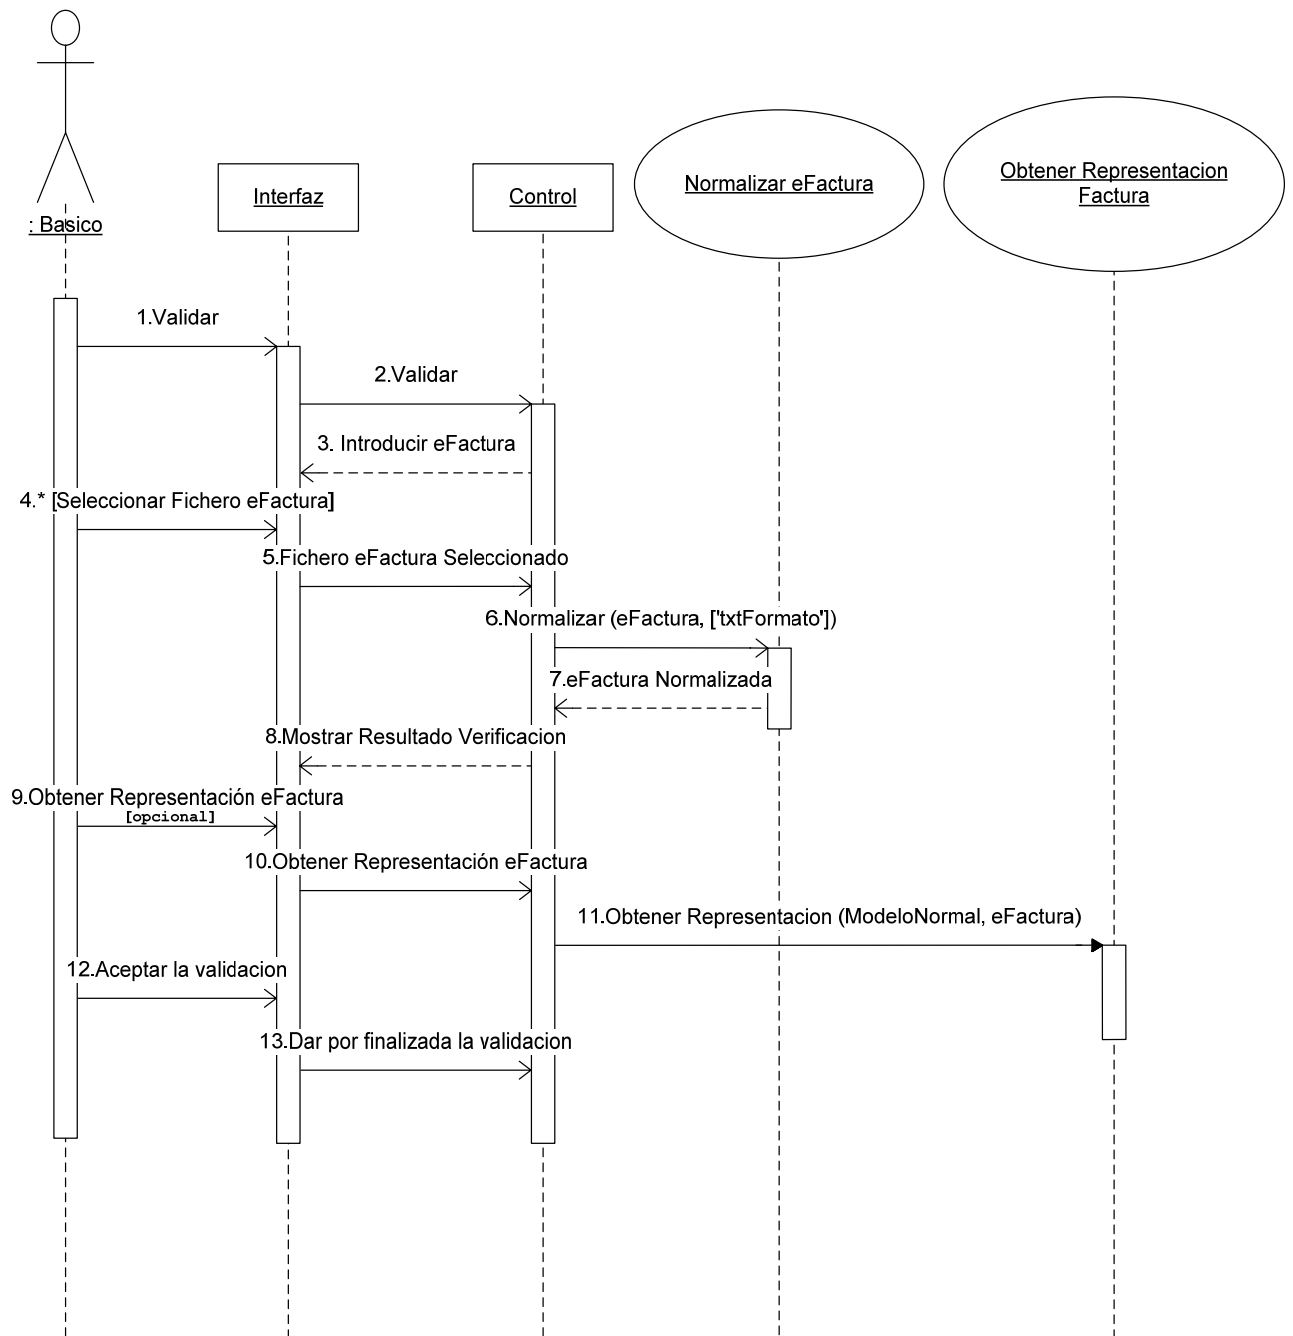 : Basico
Interfaz
Control
Normalizar eFactura
Obtener Representacion
Factura
1.Validar
2.Validar
3. Introducir eFactura
4.* [Seleccionar Fichero eFactura]
5.Fichero eFactura Seleccionado
6.Normalizar (eFactura, ['txtFormato'])
7.eFactura Normalizada
8.Mostrar Resultado Verificacion
9.Obtener Representación eFactura
[opcional]
10.Obtener Representación eFactura
11.Obtener Representacion (ModeloNormal, eFactura)
12.Aceptar la validacion
13.Dar por finalizada la validacion